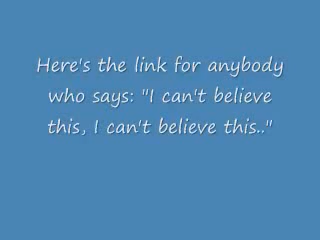 Here's the link for anybody
who says: "I can't believe
this, I can't believe this.."